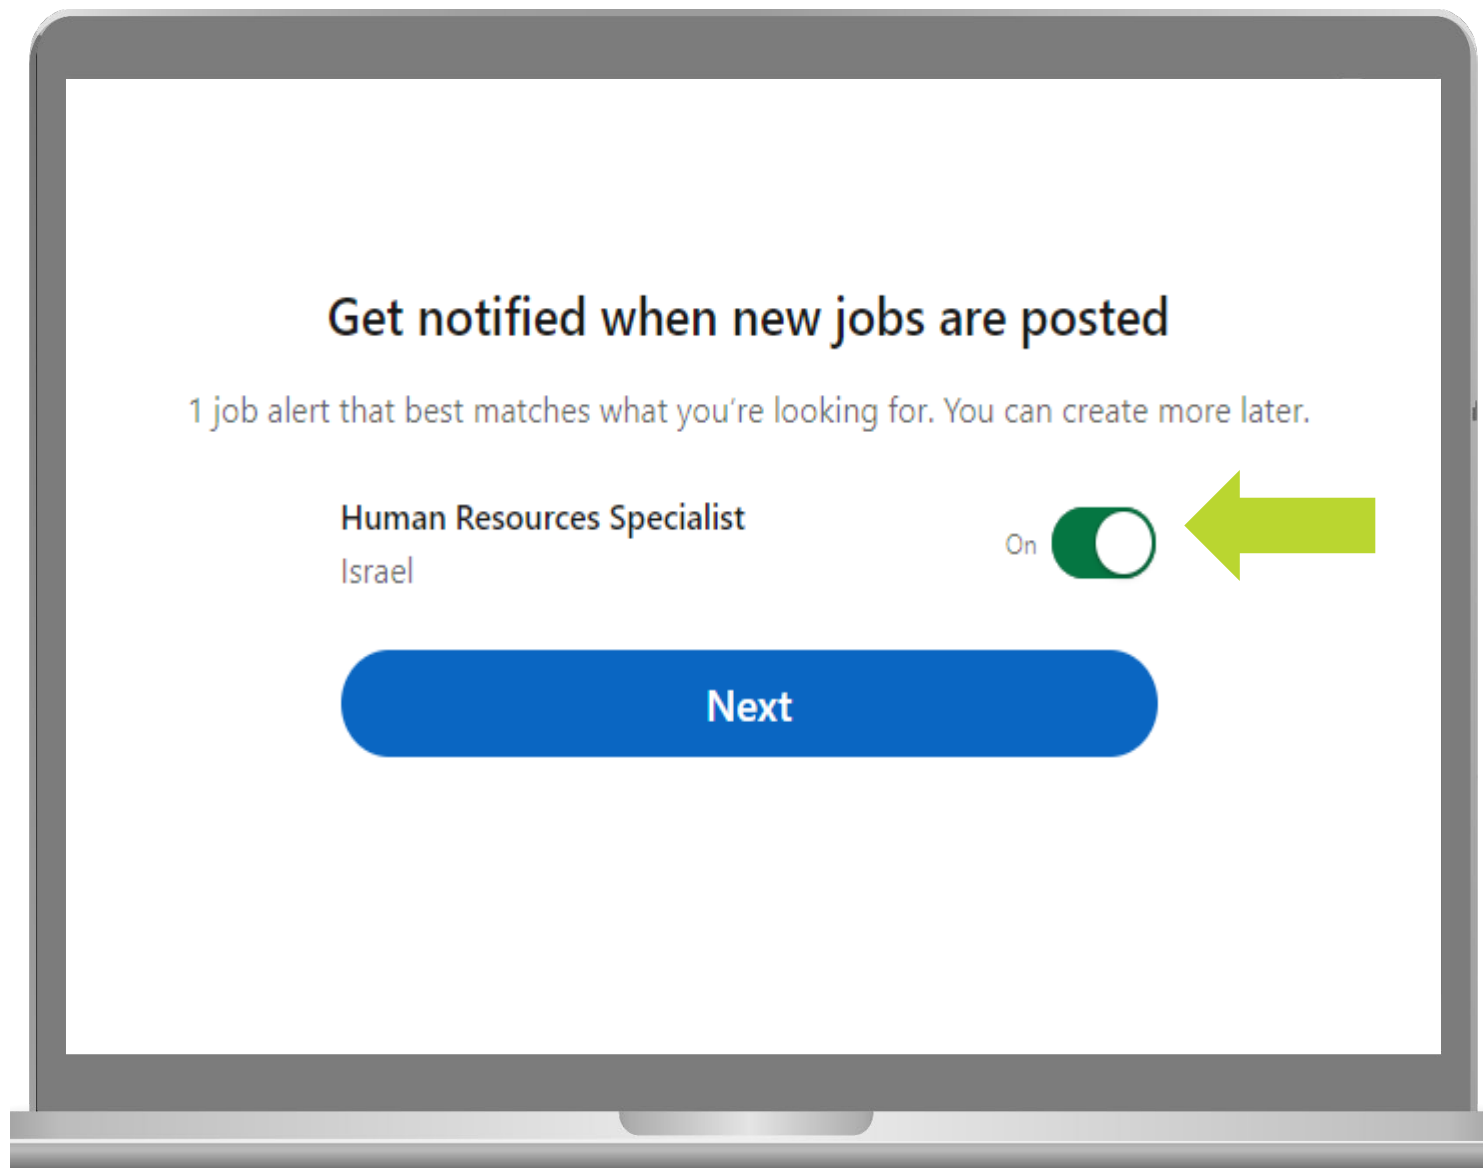 Get notified when new jobs are posted
1 job alert that best matches what you’re looking for. You can create more later.
Human Resources Specialist
On
Israel
Next